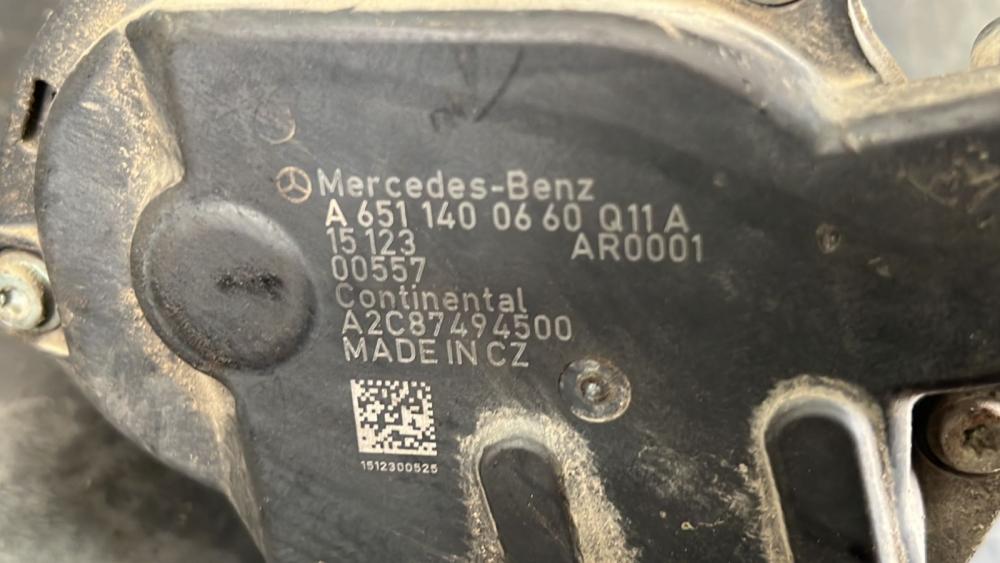 Mercedes-Benz
A 651 140 06 60 Q11 A
15 123 AR0001
00557
Continental
A2C87494500
MADE IN CZ
1512300525